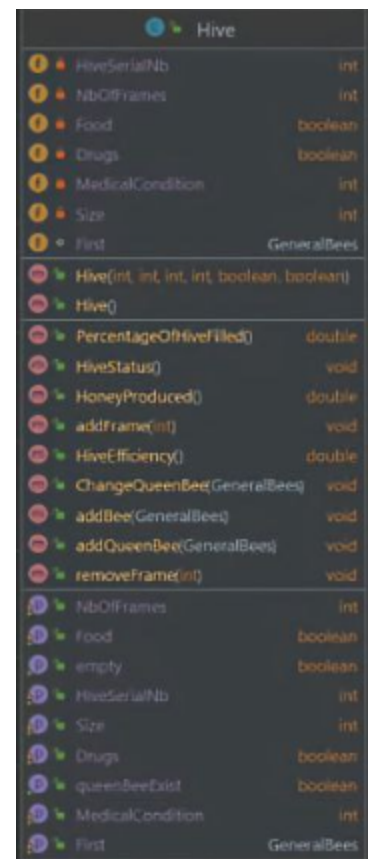 Hive
HiveSerialNb int
NbOfFrames int
Food boolean
Drugs boolean
MedicalCondition int
Size int
First GeneralBees
Hive(int, int, int, int, boolean, boolean)
Hive()
PercentageOfHiveFilled() double
HiveStatus() void
HoneyProduced() double
addFrame(int) void
HiveEfficiency() double
ChangeQueenBee(GeneralBees) void
addBee(GeneralBees) void
addQueenBee(GeneralBees) void
removeFrame(int) void
NbOfFrames int
Food boolean
empty boolean
HiveSerialNb int
Size int
Drugs boolean
queenBeeExist boolean
MedicalCondition int
First GeneralBees